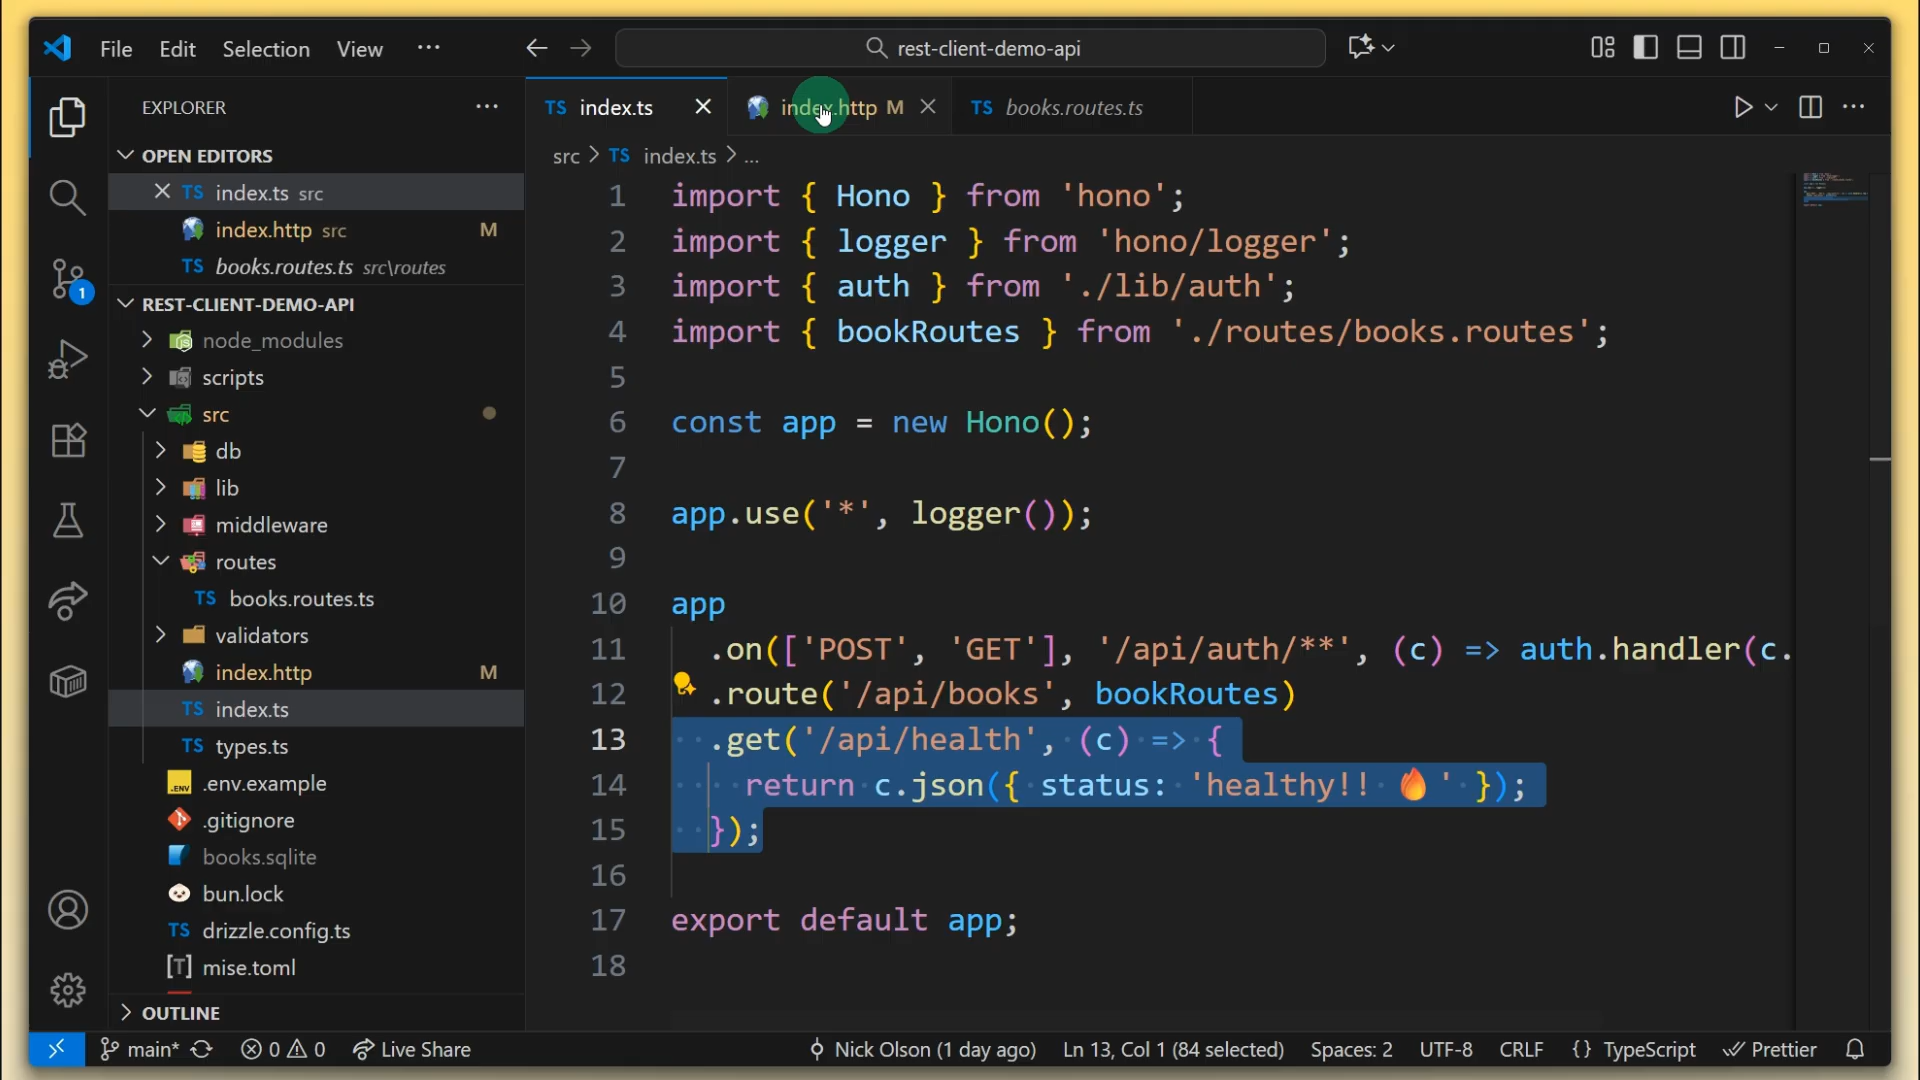 File Edit Selection View ··· rest-client-demo-api
EXPLORER ···
OPEN EDITORS
TS index.ts src
index.http src M
TS books.routes.ts src\routes
REST-CLIENT-DEMO-API
node_modules
scripts
src
db
lib
middleware
routes
TS books.routes.ts
validators
index.http M
TS index.ts
TS types.ts
.ENV .env.example
.gitignore
books.sqlite
bun.lock
TS drizzle.config.ts
[T] mise.toml
OUTLINE
1
TS index.ts index.http M TS books.routes.ts ···
src > TS index.ts > ...
1 import { Hono } from 'hono';
2 import { logger } from 'hono/logger';
3 import { auth } from './lib/auth';
4 import { bookRoutes } from './routes/books.routes';
5
6 const app = new Hono();
7
8 app.use('*', logger());
9
10 app
11 .on(['POST', 'GET'], '/api/auth/**', (c) => auth.handler(c.
12 .route('/api/books', bookRoutes)
13 .get('/api/health', (c) => {
14 return c.json({ status: 'healthy!! 🔥' });
15 });
16
17 export default app;
18
main* 0 0 Live Share Nick Olson (1 day ago) Ln 13, Col 1 (84 selected) Spaces: 2 UTF-8 CRLF {} TypeScript Prettier